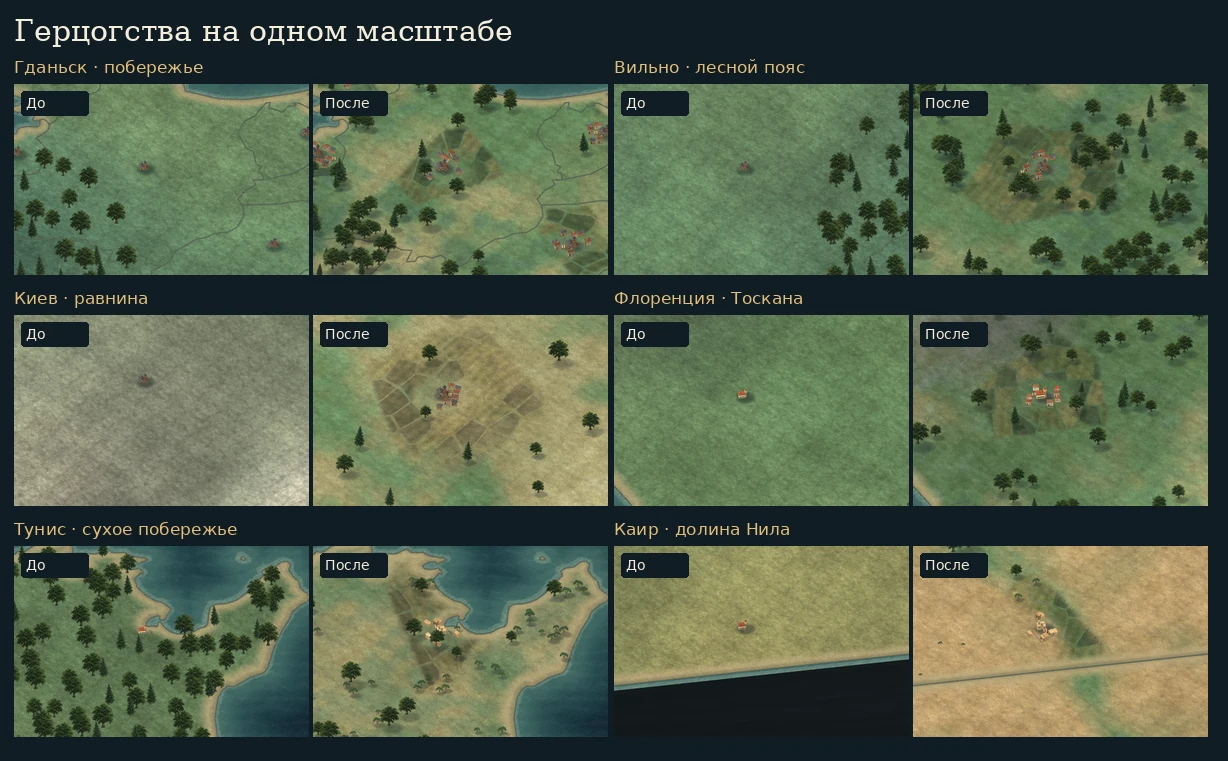 Герцогства на одном масштабе
Гданьск · побережье
Вильно · лесной пояс
До
После
До
После
Киев · равнина
Флоренция · Тоскана
До
После
До
После
Тунис · сухое побережье
Каир · долина Нила
До
После
До
После